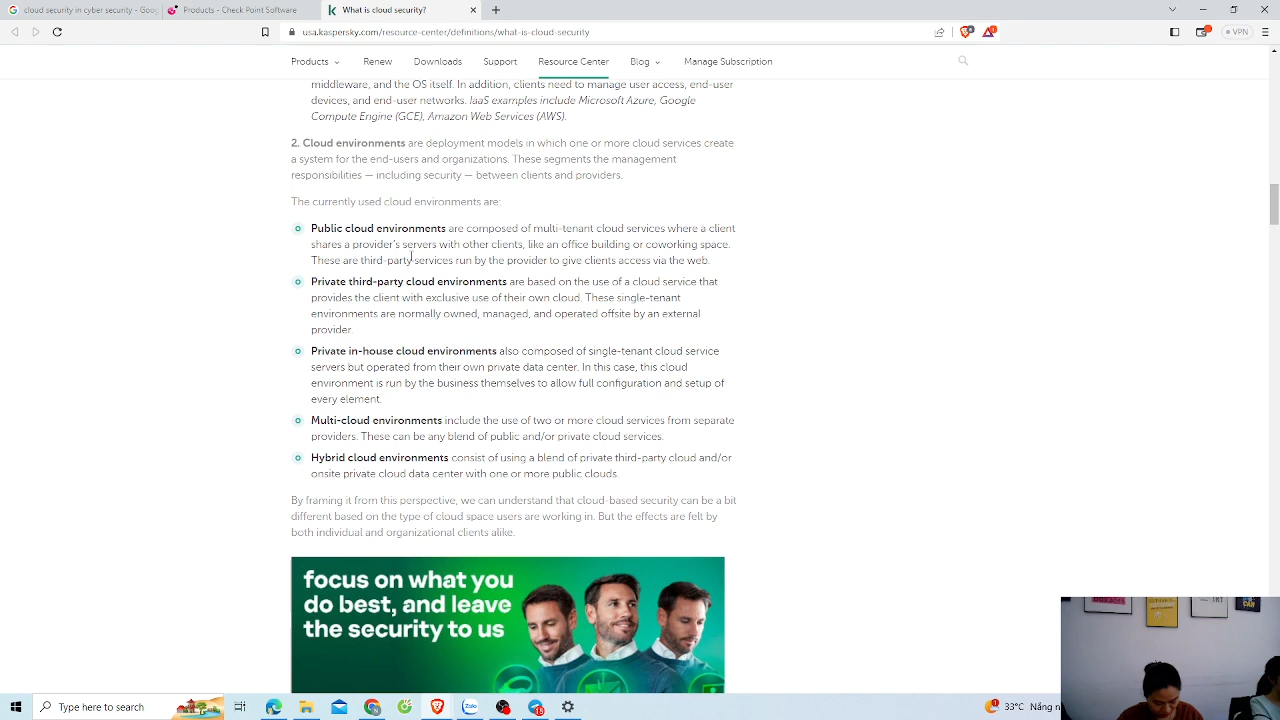 cloud security in cyber security - Goog
Products - Check Point Software
What is cloud security?
usa.kaspersky.com/resource-center/definitions/what-is-cloud-security
VPN
Products
Renew
Downloads
Support
Resource Center
Blog
Manage Subscription
middleware, and the OS itself. In addition, clients need to manage user access, end-user
devices, and end-user networks. IaaS examples include Microsoft Azure, Google
Compute Engine (GCE), Amazon Web Services (AWS).
2. Cloud environments are deployment models in which one or more cloud services create
a system for the end-users and organizations. These segments the management
responsibilities — including security — between clients and providers.
The currently used cloud environments are:
Public cloud environments are composed of multi-tenant cloud services where a client
shares a provider's servers with other clients, like an office building or coworking space.
These are third-party services run by the provider to give clients access via the web.
Private third-party cloud environments are based on the use of a cloud service that
provides the client with exclusive use of their own cloud. These single-tenant
environments are normally owned, managed, and operated offsite by an external
provider.
Private in-house cloud environments also composed of single-tenant cloud service
servers but operated from their own private data center. In this case, this cloud
environment is run by the business themselves to allow full configuration and setup of
every element.
Multi-cloud environments include the use of two or more cloud services from separate
providers. These can be any blend of public and/or private cloud services.
Hybrid cloud environments consist of using a blend of private third-party cloud and/or
onsite private cloud data center with one or more public clouds.
By framing it from this perspective, we can understand that cloud-based security can be a bit
different based on the type of cloud space users are working in. But the effects are felt by
both individual and organizational clients alike.
focus on what you
do best, and leave
the security to us
Type here to search
Zalo
33°C Nắng n